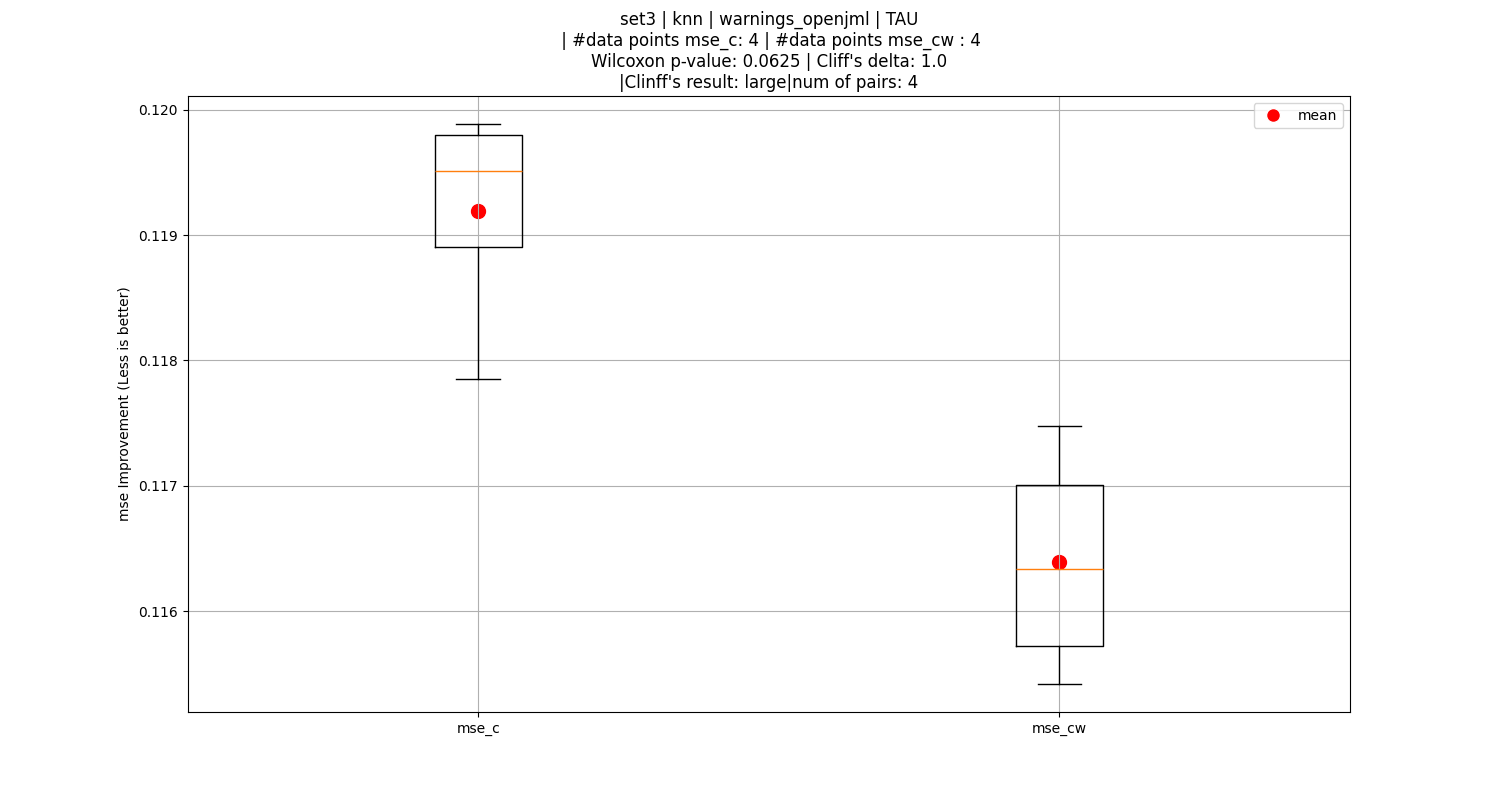 set3 | knn | warnings_openjml | TAU
| #data points mse_c: 4 | #data points mse_cw : 4
Wilcoxon p-value: 0.0625 | Cliff's delta: 1.0
|Clinff's result: large|num of pairs: 4
mean
0.120
0.119
0.118
0.117
0.116
mse Improvement (Less is better)
mse_c
mse_cw